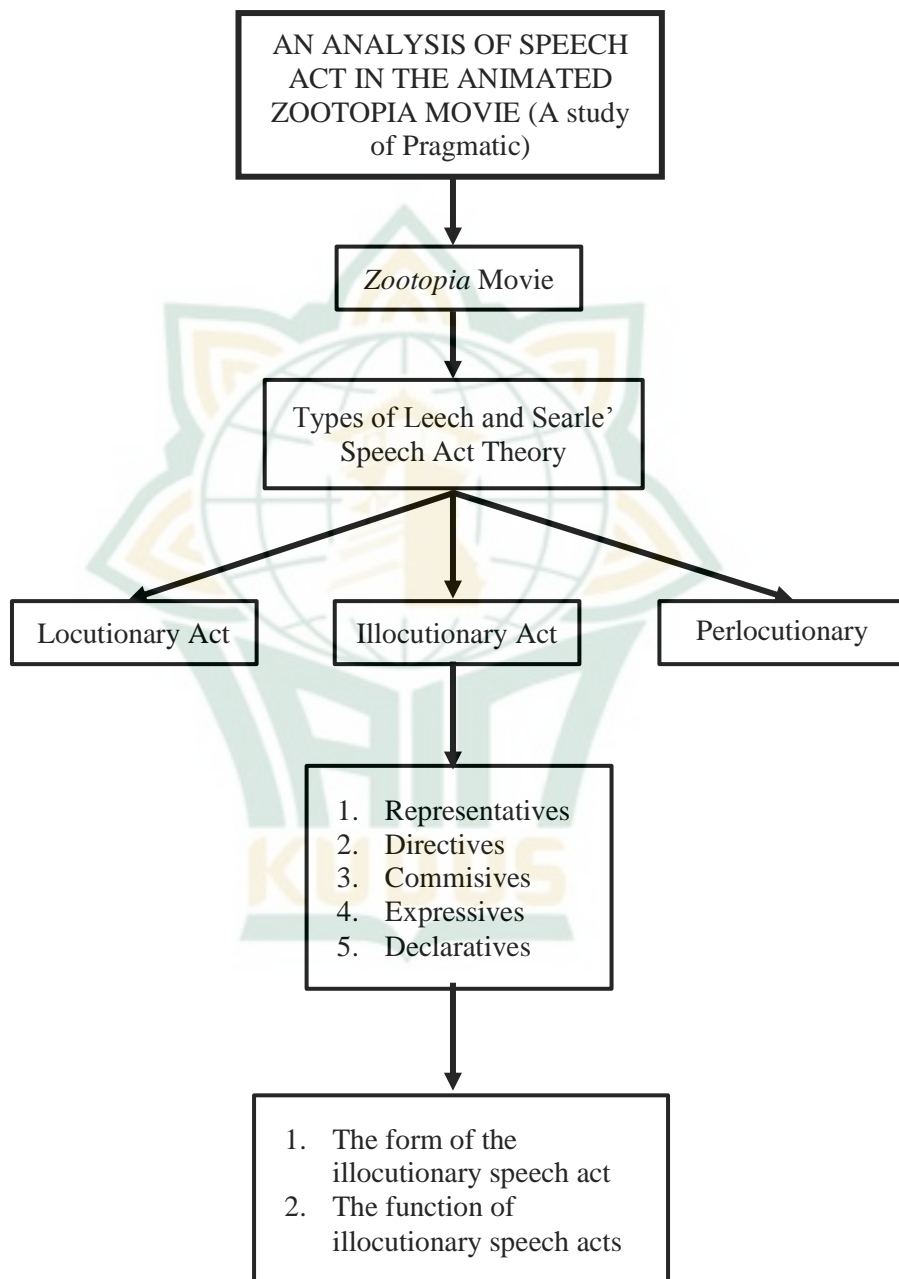 AN ANALYSIS OF SPEECH
ACT IN THE ANIMATED
ZOOTOPIA MOVIE (A study
of Pragmatic)
Zootopia Movie
Types of Leech and Searle’
Speech Act Theory
Locutionary Act
Illocutionary Act
Perlocutionary
1. Representatives
2. Directives
3. Commisives
4. Expressives
5. Declaratives
1. The form of the
illocutionary speech act
2. The function of
illocutionary speech acts
IAIN
KUDUS